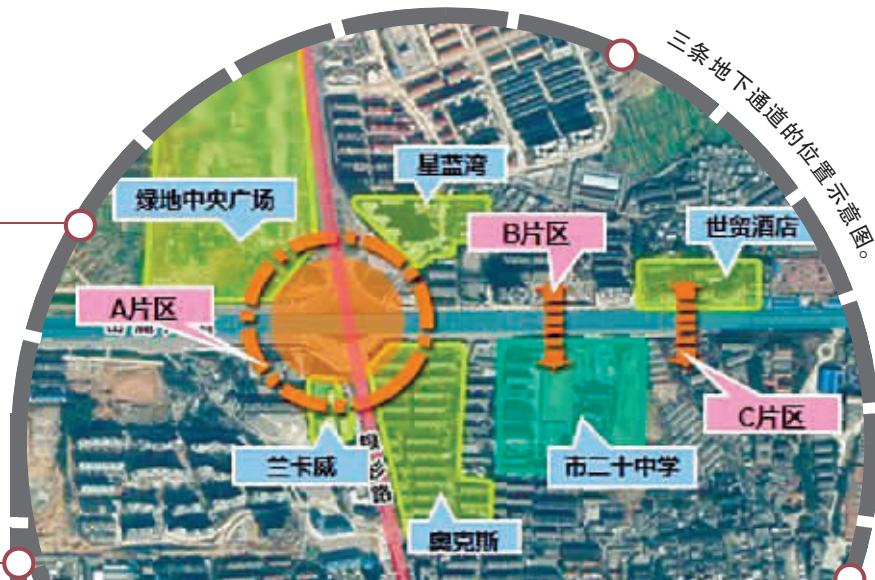 三条地下通道的位置示意图。
星蓝湾
绿地中央广场
B片区
世贸酒店
A片区
C片区
兰卡威
市二十中学
奥克斯